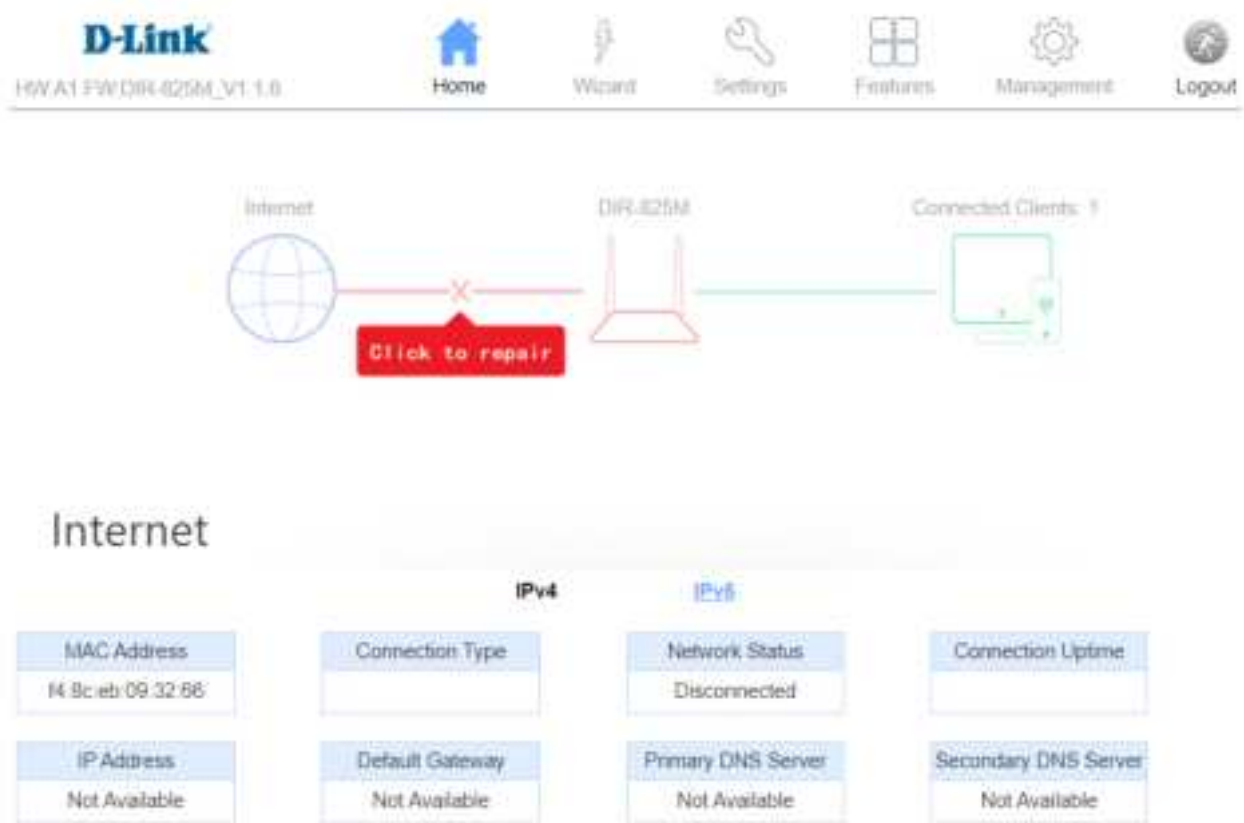 D-Link
HW:A1 FW:DIR-825M_V1.1.6
Home
Wizard
Settings
Features
Management
Logout
Internet
DIR-825M
Connected Clients: 1
Click to repair
Internet
IPv4
IPv6
MAC Address
Connection Type
Network Status
Connection Uptime
f4:8c:eb:09:32:66
Disconnected
IP Address
Default Gateway
Primary DNS Server
Secondary DNS Server
Not Available
Not Available
Not Available
Not Available